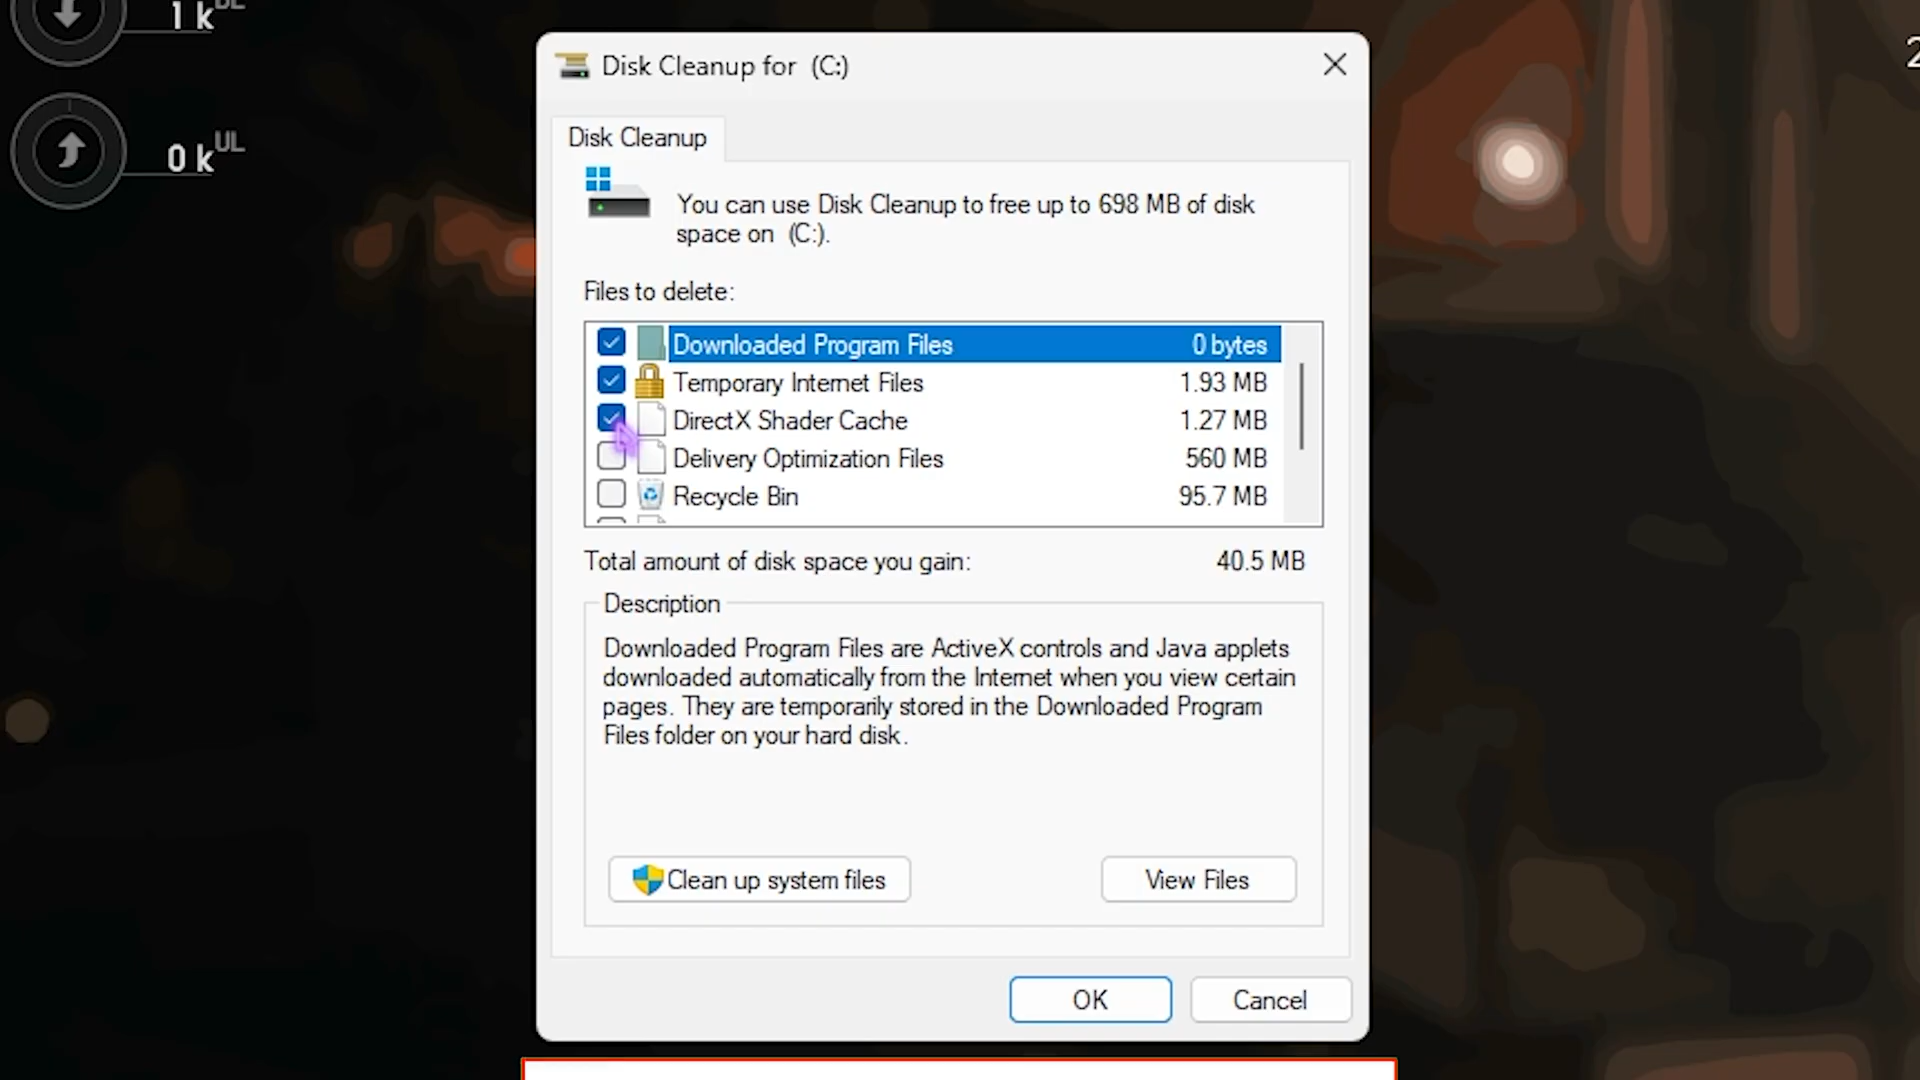 1 k
0 k UL
2
Disk Cleanup for (C:)
Disk Cleanup
You can use Disk Cleanup to free up to 698 MB of disk
space on (C:).
Files to delete:
Downloaded Program Files 0 bytes
Temporary Internet Files 1.93 MB
DirectX Shader Cache 1.27 MB
Delivery Optimization Files 560 MB
Recycle Bin 95.7 MB
Total amount of disk space you gain: 40.5 MB
Description
Downloaded Program Files are ActiveX controls and Java applets
downloaded automatically from the Internet when you view certain
pages. They are temporarily stored in the Downloaded Program
Files folder on your hard disk.
Clean up system files
View Files
OK
Cancel